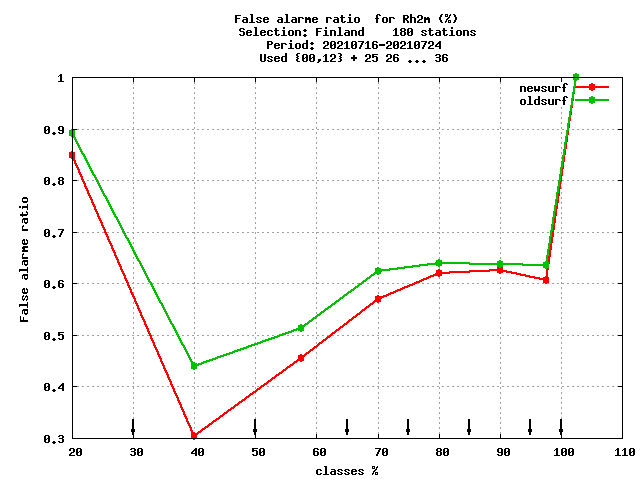 False alarme ratio  for Rh2m (%)
Selection: Finland    180 stations
Period: 20210716-20210724
Used {00,12} + 25 26 ... 36
newsurf
oldsurf
1
0.9
0.8
0.7
0.6
0.5
0.4
0.3
False alarme ratio
20 30 40 50 60 70 80 90 100 110
classes %